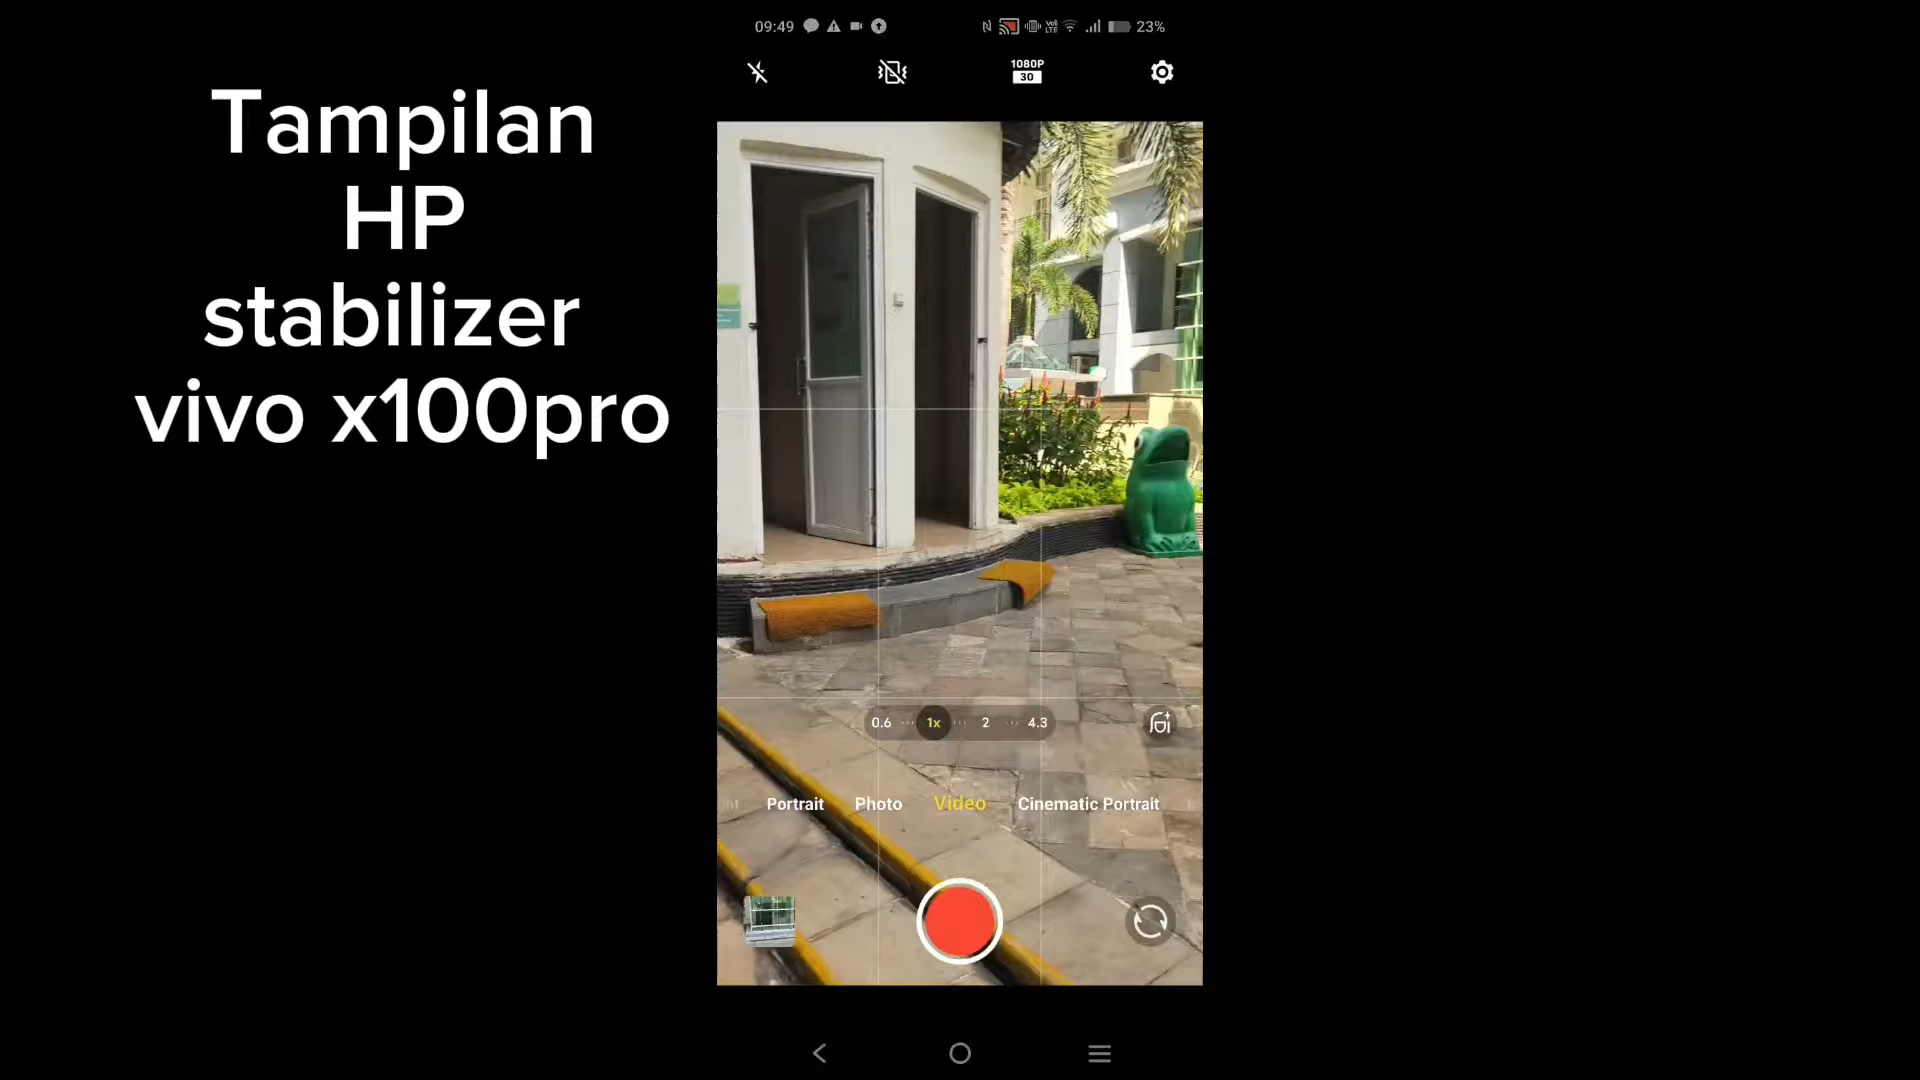 Tampilan
HP
stabilizer
vivo x100pro
09:49
23%
1080P
30
0.6 1x 2 4.3
Portrait Photo Video Cinematic Portrait